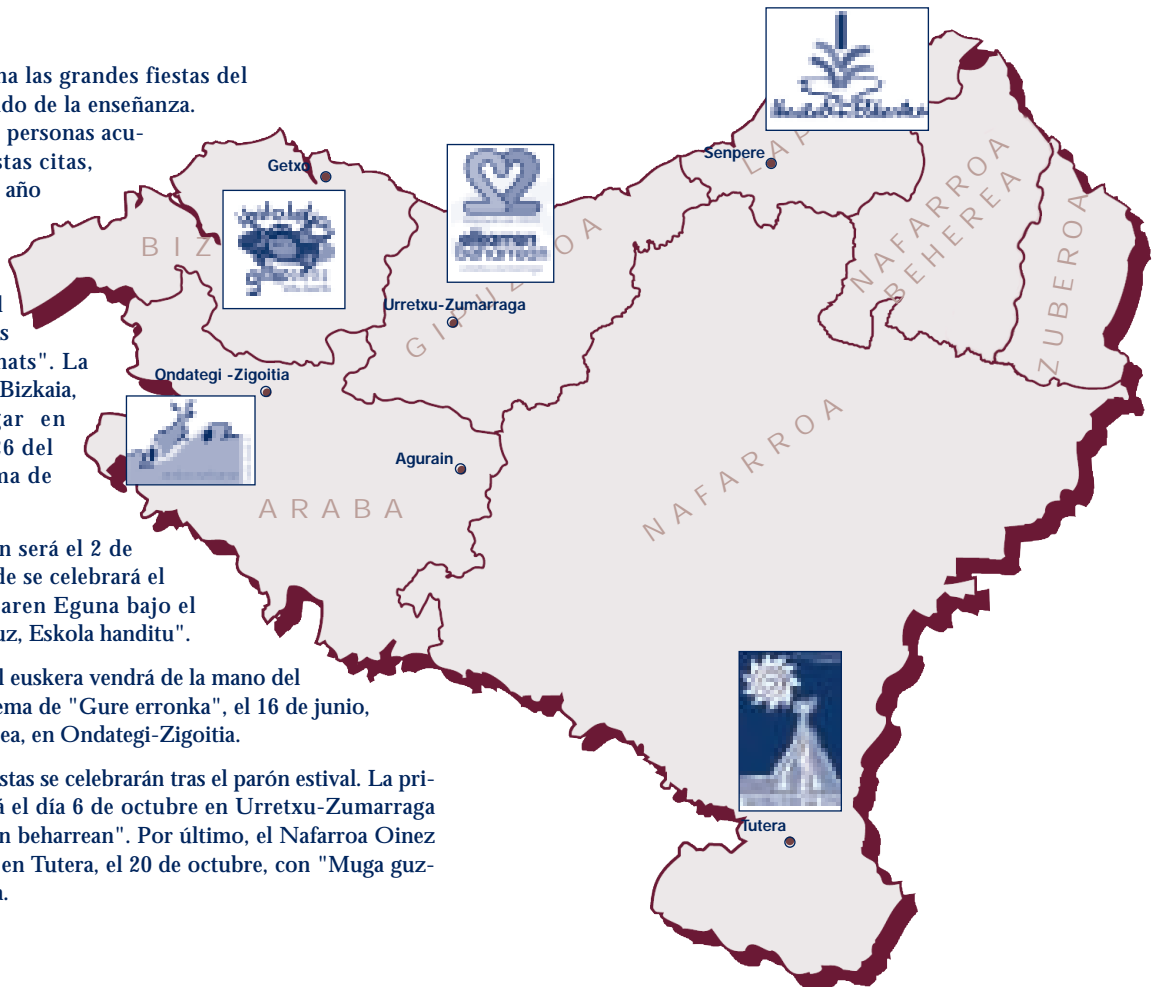 na las grandes fiestas del
do de la enseñanza.
personas acu-
stas citas,
año
s
nats". La
Bizkaia,
gar en
26 del
ma de
n será el 2 de
de se celebrará el
aren Eguna bajo el
uz, Eskola handitu".
l euskera vendrá de la mano del
ema de "Gure erronka", el 16 de junio,
ea, en Ondategi-Zigoitia.
stas se celebrarán tras el parón estival. La pri-
á el día 6 de octubre en Urretxu-Zumarraga
n beharrean". Por último, el Nafarroa Oinez
en Tutera, el 20 de octubre, con "Muga guz-
a.
Getxo
Senpere
LAP
BIZ
elkarren
beharrean
GIPUZKOA
Urretxu-Zumarraga
NAFARROA
BEHEREA
ZUBEROA
Ondategi -Zigoitia
Agurain
ARABA
NAFARROA
Tutera